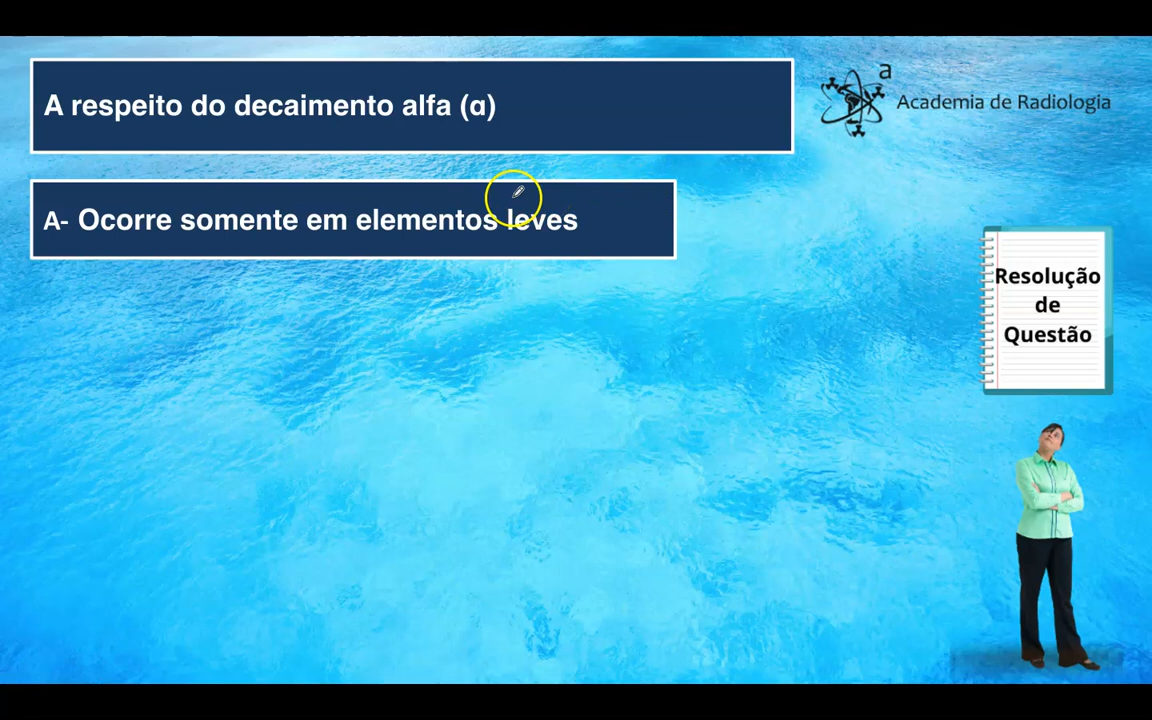 A respeito do decaimento alfa (α)
a
Academia de Radiologia
A- Ocorre somente em elementos leves
Resolução
de
Questão